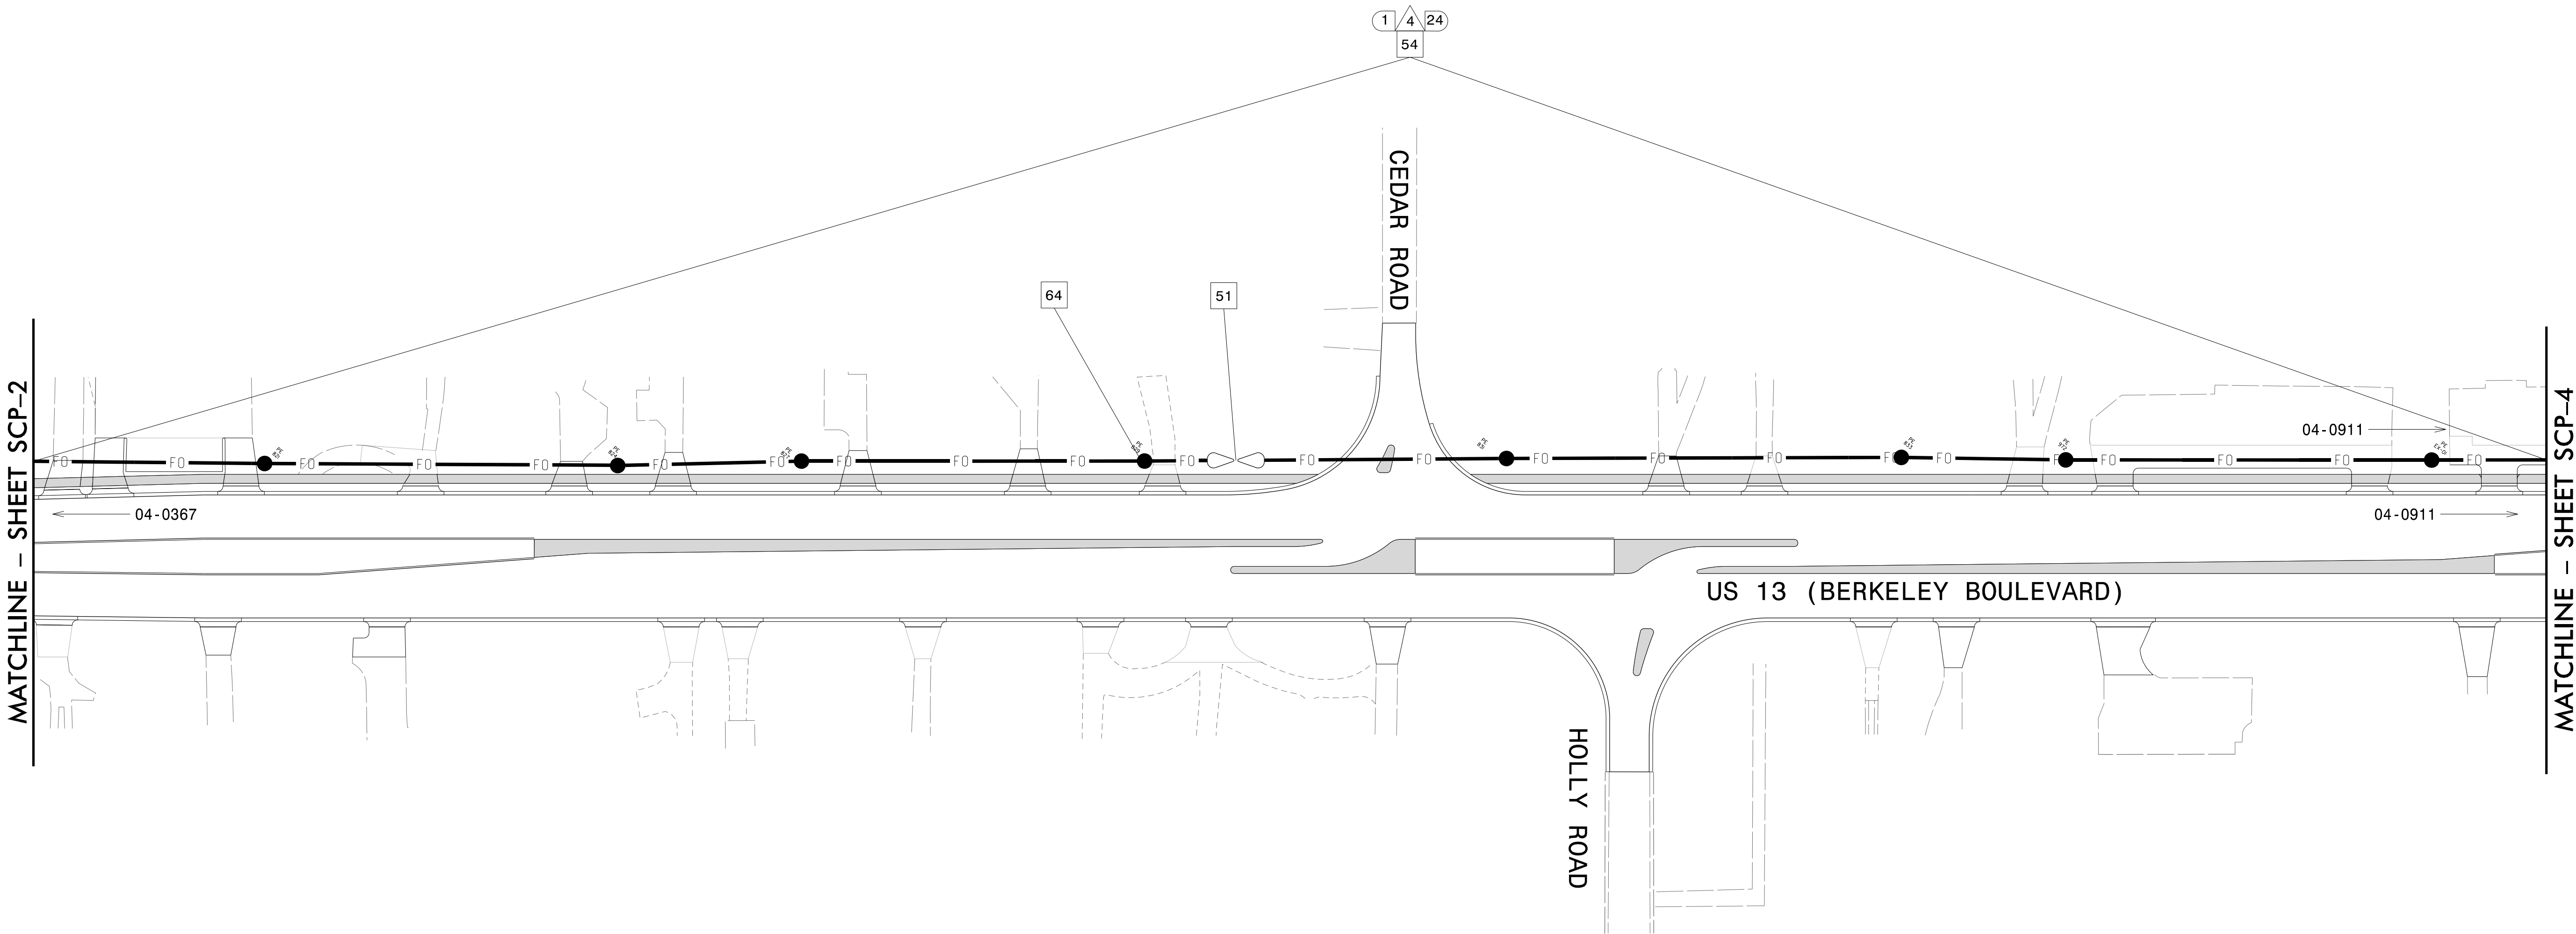 1 4 24
54
CEDAR ROAD
64
51
MATCHLINE – SHEET SCP–2
MATCHLINE – SHEET SCP–4
04-0911
FO FO FO FO FO FO FO FO FO FO FO FO FO FO FO FO FO FO FO FO FO
04-0367
04-0911
US 13 (BERKELEY BOULEVARD)
HOLLY ROAD